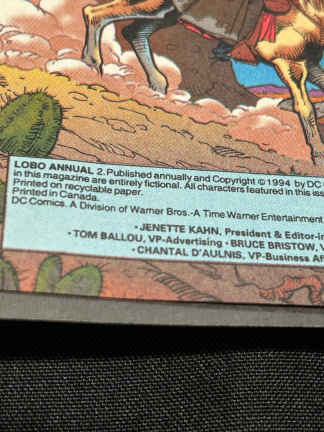 LOBO ANNUAL 2. Published annually and Copyright © 1994 by DC
in this magazine are entirely fictional. All characters featured in this iss
Printed on recyclable paper.
Printed in Canada.
DC Comics. A Division of Warner Bros.-A Time Warner Entertainment
• JENETTE KAHN, President & Editor-i
• TOM BALLOU, VP-Advertising • BRUCE BRISTOW, V
• CHANTAL D'AULNIS, VP-Business Af